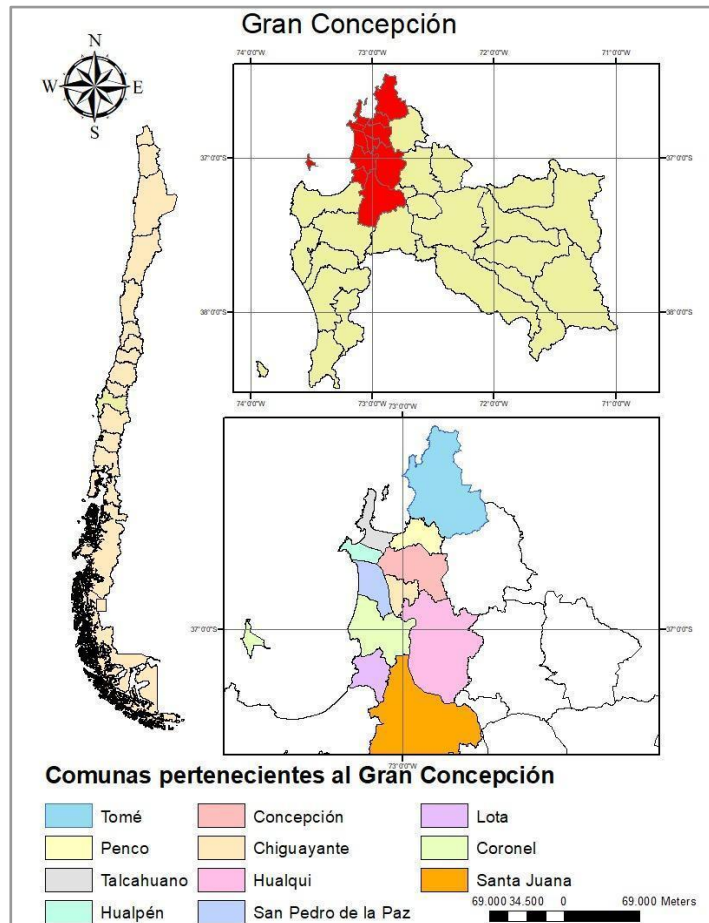 Gran Concepción
N
W E
S
74°0'0"W 73°0'0"W 72°0'0"W 71°0'0"W
37°0'0"S 37°0'0"S
38°0'0"S 38°0'0"S
74°0'0"W 73°0'0"W 72°0'0"W 71°0'0"W
73°0'0"W
37°0'0"S 37°0'0"S
73°0'0"W
Comunas pertenecientes al Gran Concepción
Tomé Concepción Lota
Penco Chiguayante Coronel
Talcahuano Hualqui Santa Juana
Hualpén San Pedro de la Paz
69.000 34.500 0 69.000 Meters